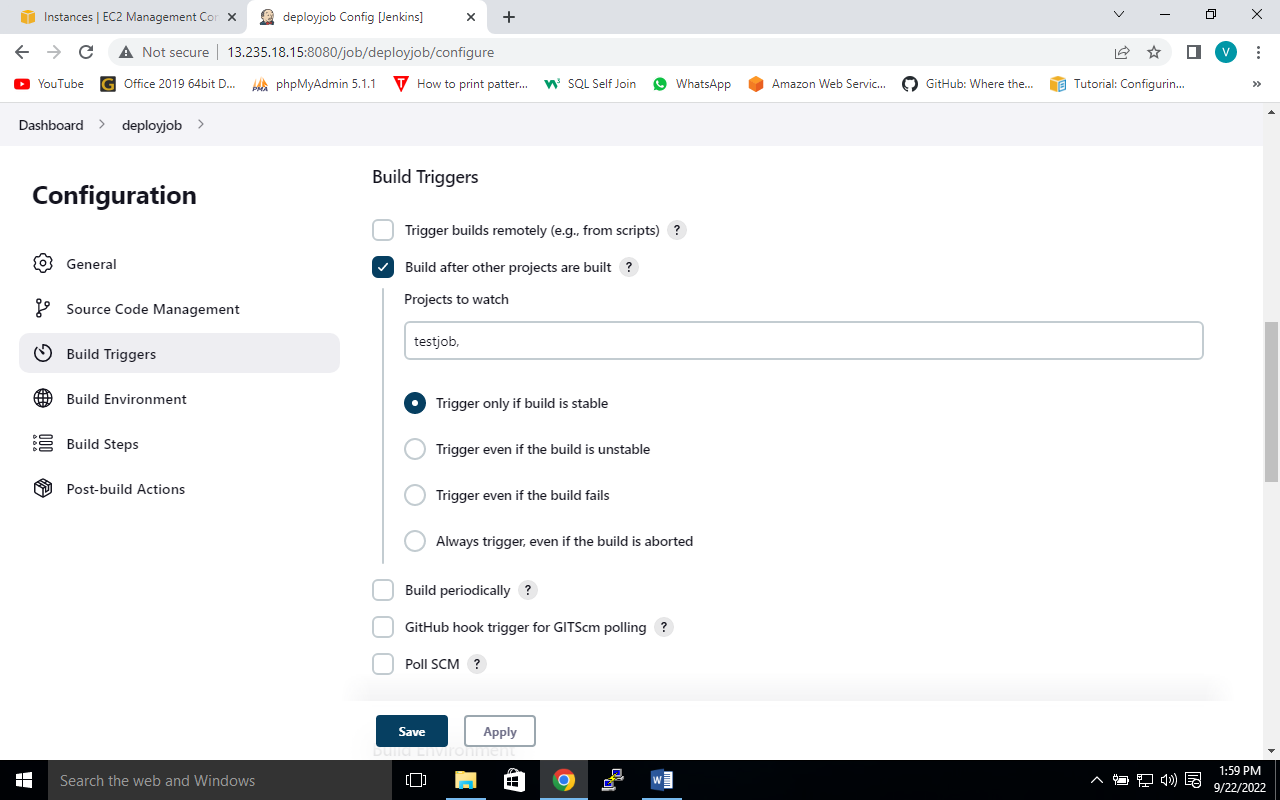 Instances | EC2 Management Con
deployjob Config [Jenkins]
Not secure
13.235.18.15:8080/job/deployjob/configure
V
YouTube
Office 2019 64bit D...
phpMyAdmin 5.1.1
How to print patter...
SQL Self Join
WhatsApp
Amazon Web Servic...
GitHub: Where the...
Tutorial: Configurin...
»
Dashboard > deployjob >
Configuration
General
Source Code Management
Build Triggers
Build Environment
Build Steps
Post-build Actions
Build Triggers
Trigger builds remotely (e.g., from scripts) ?
Build after other projects are built ?
Projects to watch
testjob,
Trigger only if build is stable
Trigger even if the build is unstable
Trigger even if the build fails
Always trigger, even if the build is aborted
Build periodically ?
GitHub hook trigger for GITScm polling ?
Poll SCM ?
Save
Apply
Build Environment
Search the web and Windows
1:59 PM
9/22/2022